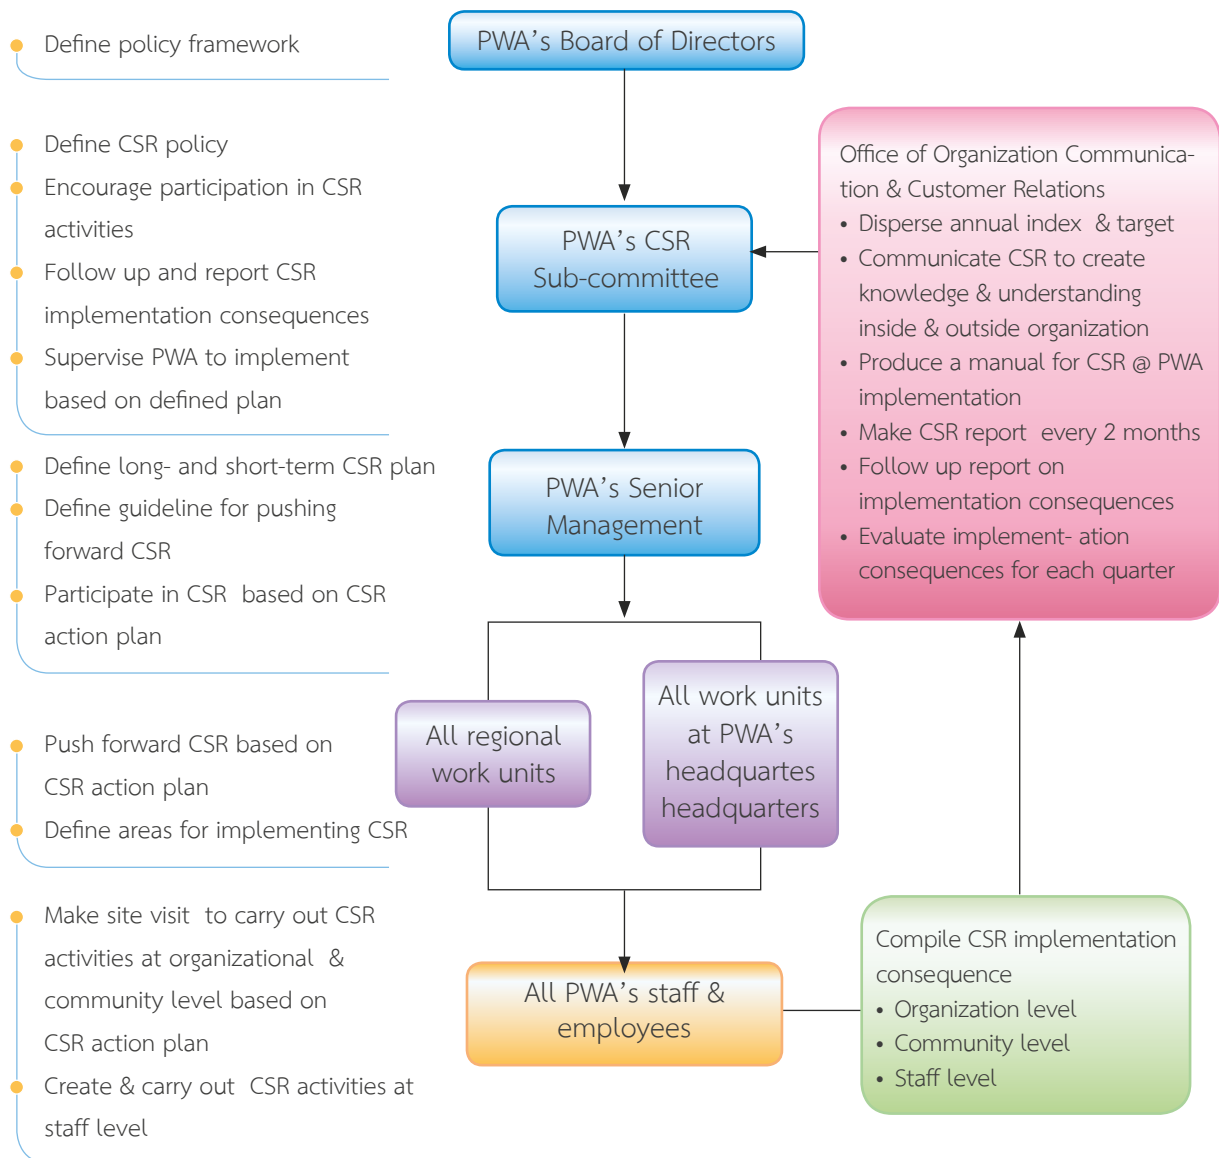 Define policy framework
PWA’s Board of Directors
Define CSR policy
Encourage participation in CSR
activities
Follow up and report CSR
implementation consequences
Supervise PWA to implement
based on defined plan
PWA’s CSR
Sub-committee
Office of Organization Communica-
tion & Customer Relations
• Disperse annual index & target
• Communicate CSR to create
knowledge & understanding
inside & outside organization
• Produce a manual for CSR @ PWA
implementation
• Make CSR report every 2 months
• Follow up report on
implementation consequences
• Evaluate implement- ation
consequences for each quarter
Define long- and short-term CSR plan
Define guideline for pushing
forward CSR
Participate in CSR based on CSR
action plan
PWA’s Senior
Management
Push forward CSR based on
CSR action plan
Define areas for implementing CSR
All regional
work units
All work units
at PWA’s
headquartes
headquarters
Make site visit to carry out CSR
activities at organizational &
community level based on
CSR action plan
Create & carry out CSR activities at
staff level
All PWA’s staff &
employees
Compile CSR implementation
consequence
• Organization level
• Community level
• Staff level